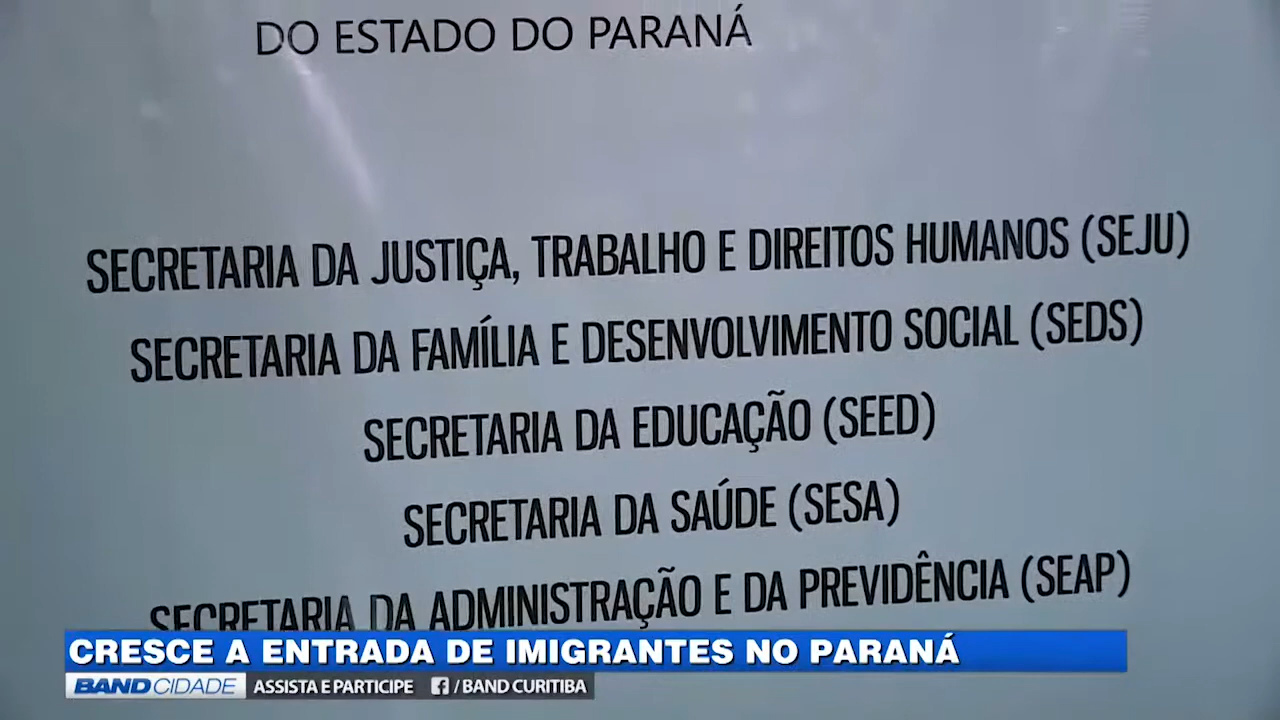 DO ESTADO DO PARANÁ
SECRETARIA DA JUSTIÇA, TRABALHO E DIREITOS HUMANOS (SEJU)
SECRETARIA DA FAMÍLIA E DESENVOLVIMENTO SOCIAL (SEDS)
SECRETARIA DA EDUCAÇÃO (SEED)
SECRETARIA DA SAÚDE (SESA)
SECRETARIA DA ADMINISTRAÇÃO E DA PREVIDÊNCIA (SEAP)
CRESCE A ENTRADA DE IMIGRANTES NO PARANÁ
BAND CIDADE ASSISTA E PARTICIPE / BAND CURITIBA